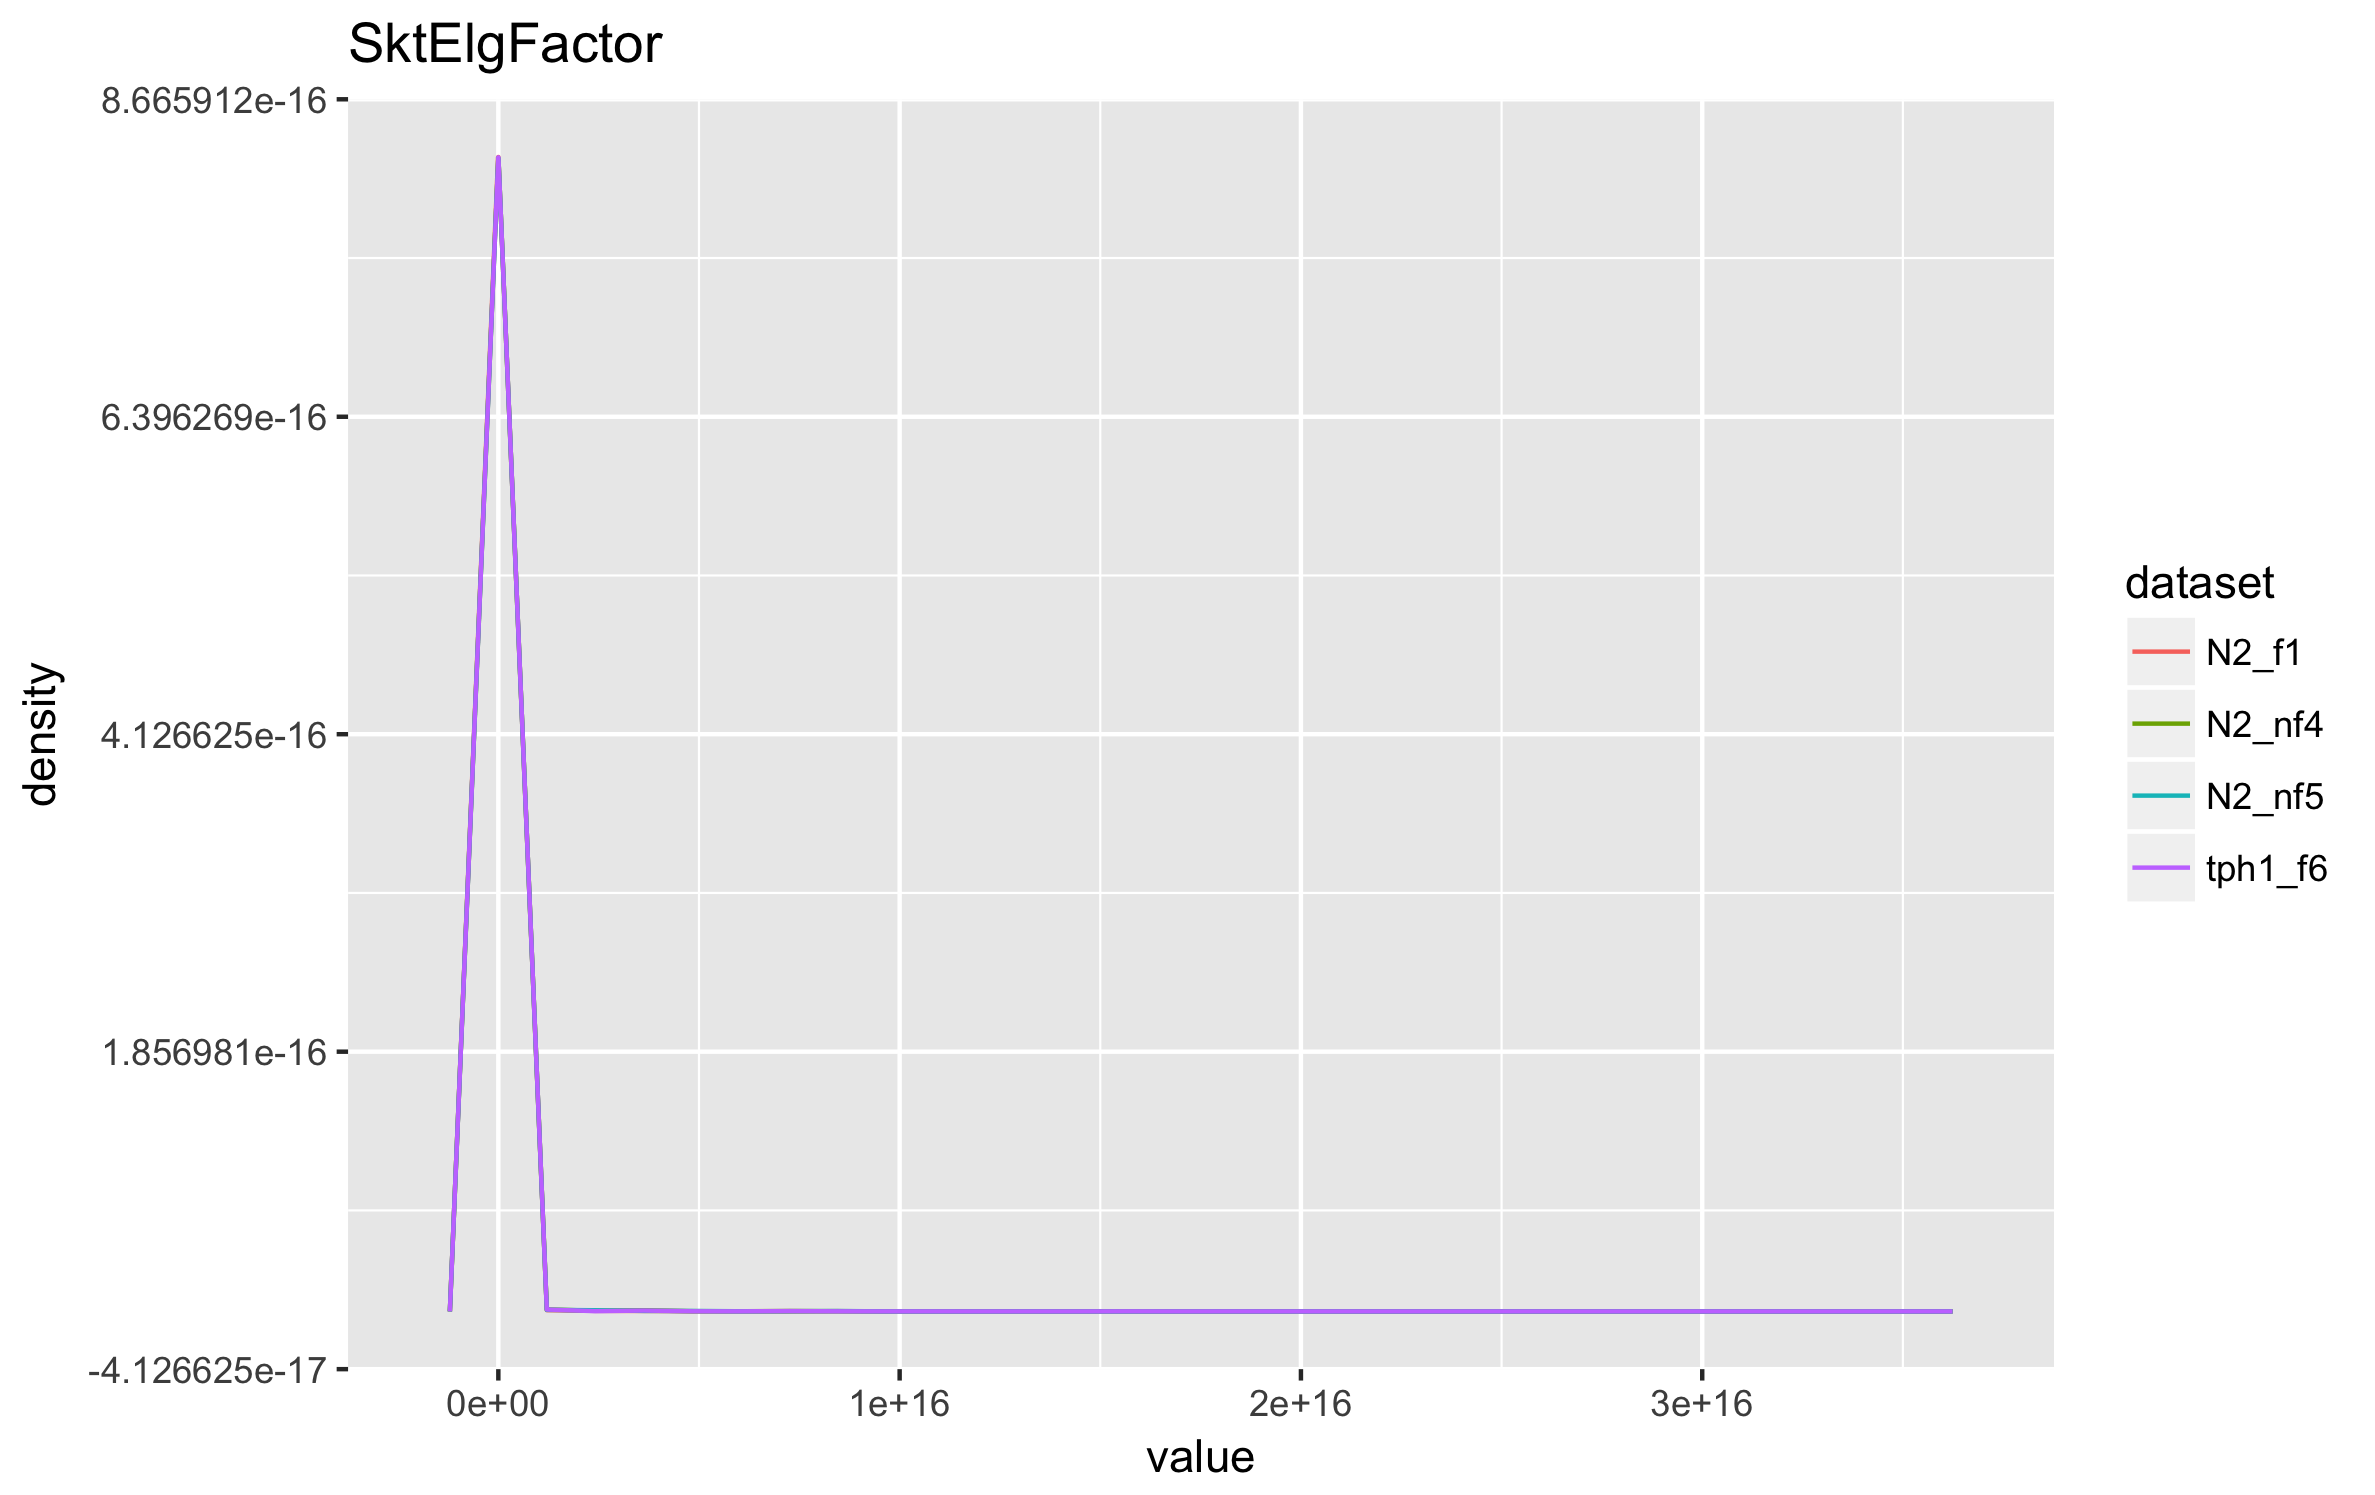 SktElgFactor
8.665912e-16
6.396269e-16
4.126625e-16
1.856981e-16
-4.126625e-17
density
0e+00 1e+16 2e+16 3e+16
value
dataset
N2_f1
N2_nf4
N2_nf5
tph1_f6